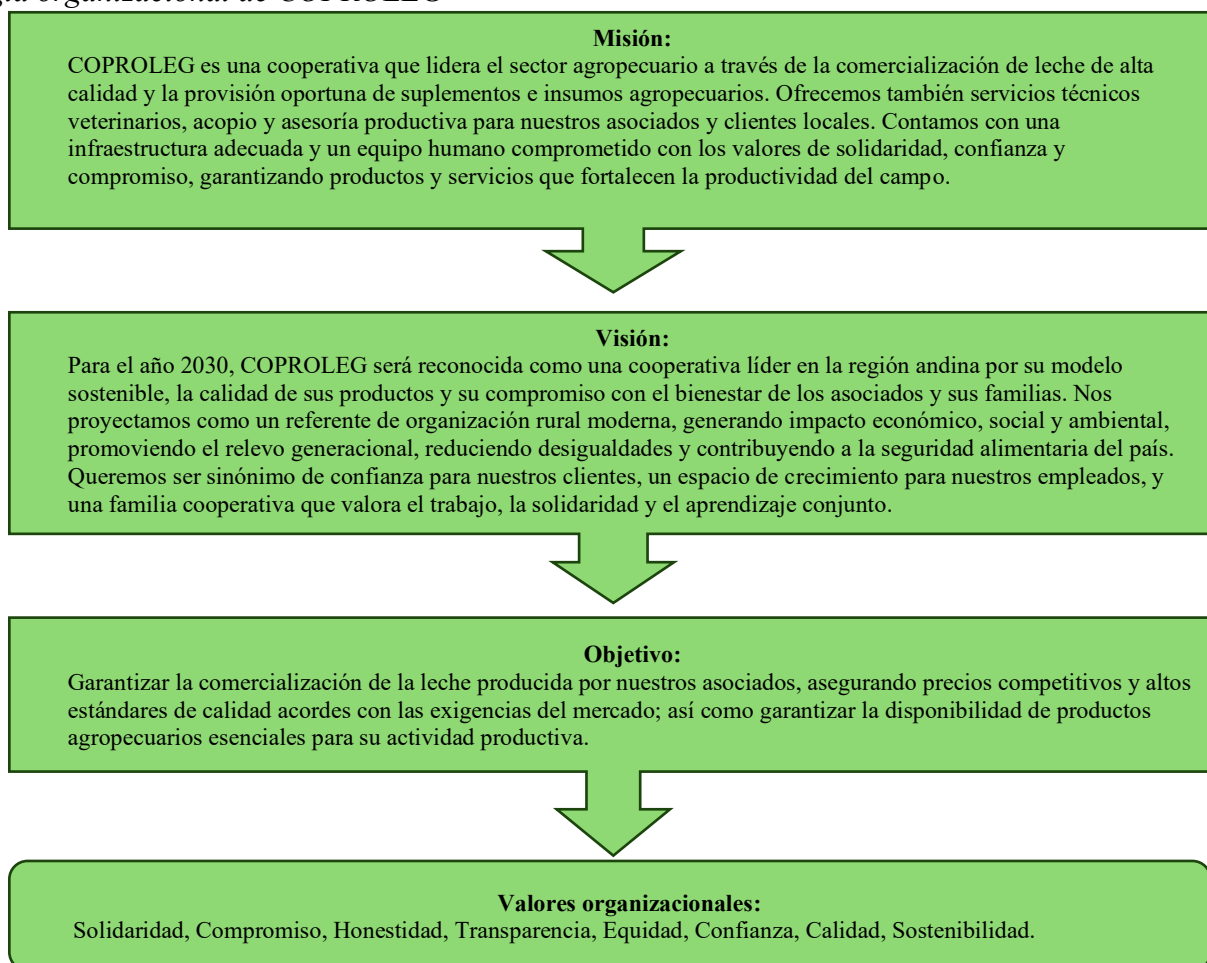 organizacional de COPROLEG
Misión:
COPROLEG es una cooperativa que lidera el sector agropecuario a través de la comercialización de leche de alta
calidad y la provisión oportuna de suplementos e insumos agropecuarios. Ofrecemos también servicios técnicos
veterinarios, acopio y asesoría productiva para nuestros asociados y clientes locales. Contamos con una
infraestructura adecuada y un equipo humano comprometido con los valores de solidaridad, confianza y
compromiso, garantizando productos y servicios que fortalecen la productividad del campo.
Visión:
Para el año 2030, COPROLEG será reconocida como una cooperativa líder en la región andina por su modelo
sostenible, la calidad de sus productos y su compromiso con el bienestar de los asociados y sus familias. Nos
proyectamos como un referente de organización rural moderna, generando impacto económico, social y ambiental,
promoviendo el relevo generacional, reduciendo desigualdades y contribuyendo a la seguridad alimentaria del país.
Queremos ser sinónimo de confianza para nuestros clientes, un espacio de crecimiento para nuestros empleados, y
una familia cooperativa que valora el trabajo, la solidaridad y el aprendizaje conjunto.
Objetivo:
Garantizar la comercialización de la leche producida por nuestros asociados, asegurando precios competitivos y altos
estándares de calidad acordes con las exigencias del mercado; así como garantizar la disponibilidad de productos
agropecuarios esenciales para su actividad productiva.
Valores organizacionales:
Solidaridad, Compromiso, Honestidad, Transparencia, Equidad, Confianza, Calidad, Sostenibilidad.